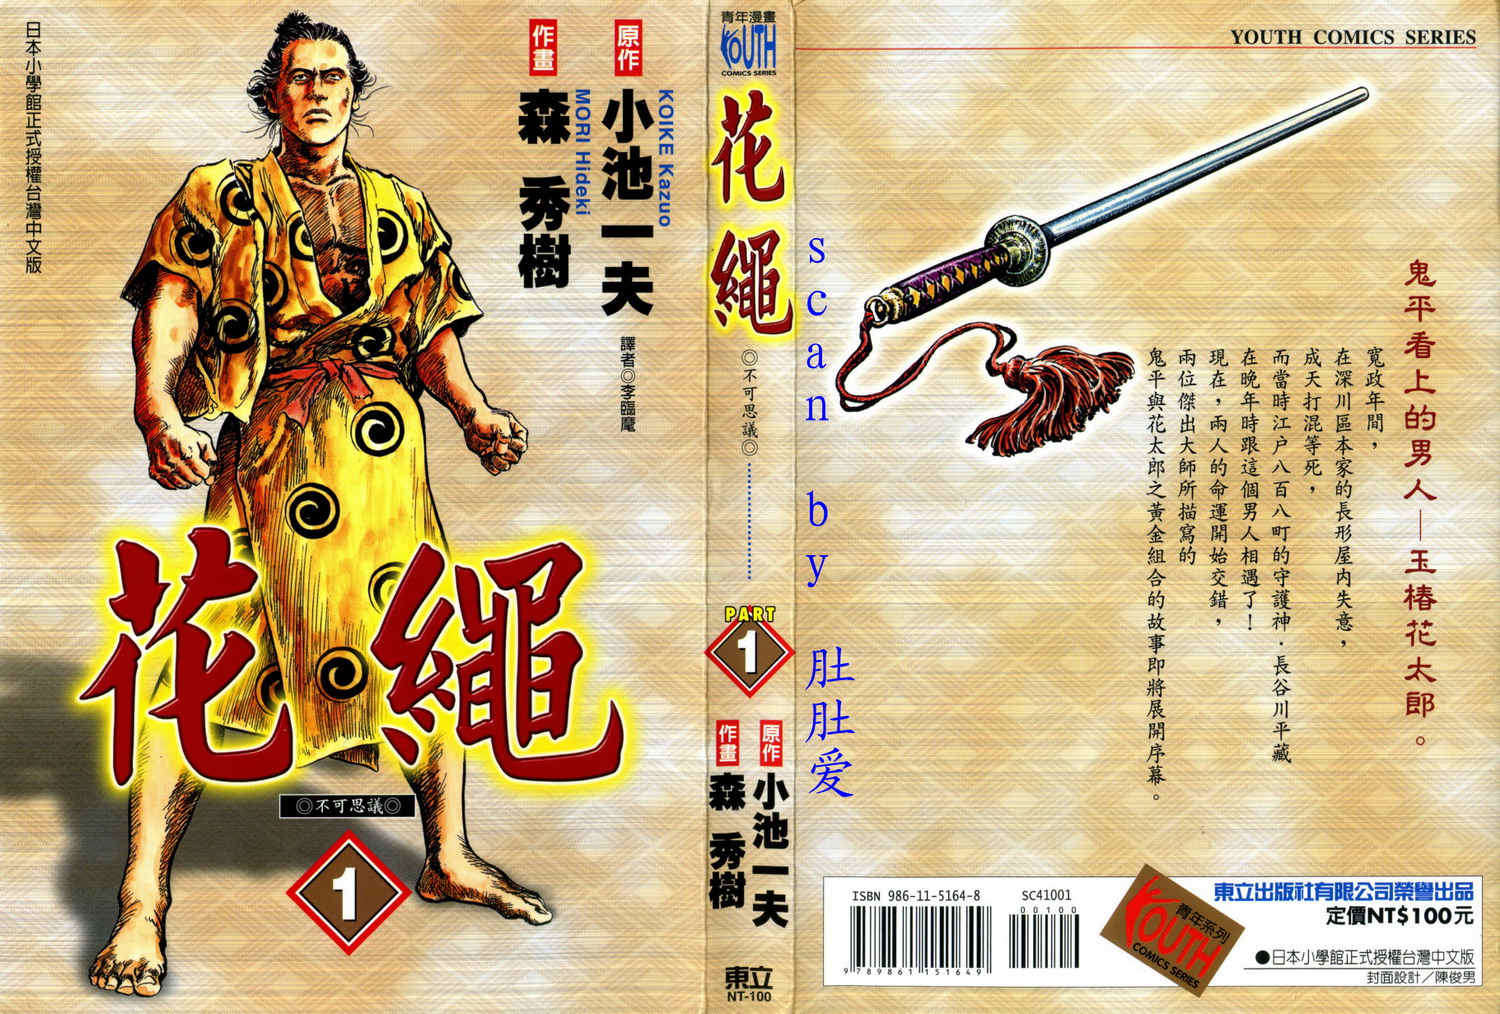 日本小學館正式授權台灣中文版
原作
小池一夫
KOIKE Kazuo
作畫
森 秀樹
MORI Hideki
譯者◎李臨髦
花繩
◎不可思議◎
1
青年漫畫
YOUTH
COMICS SERIES
花繩
◎不可思議◎
PART
1
原作
小池一夫
作畫
森 秀樹
東立
NT-100
scan by 肚肚爱
YOUTH COMICS SERIES
鬼平看上的男人—玉椿花太郎。
寬政年間，
在深川區本家的長形屋內失意，
成天打混等死，
而當時江户八百八町的守護神·長谷川平藏
在晚年時跟這個男人相遇了！
現在，兩人的命運開始交錯，
兩位傑出大師所描寫的
鬼平與花太郎之黃金組合的故事即將展開序幕。
ISBN 986-11-5164-8
SC41001
00100
9789861151649
青年系列
YOUTH
COMICS SERIES
東立出版社有限公司榮譽出品
定價NT$100元
●日本小學館正式授權台灣中文版
封面設計／陳俊男